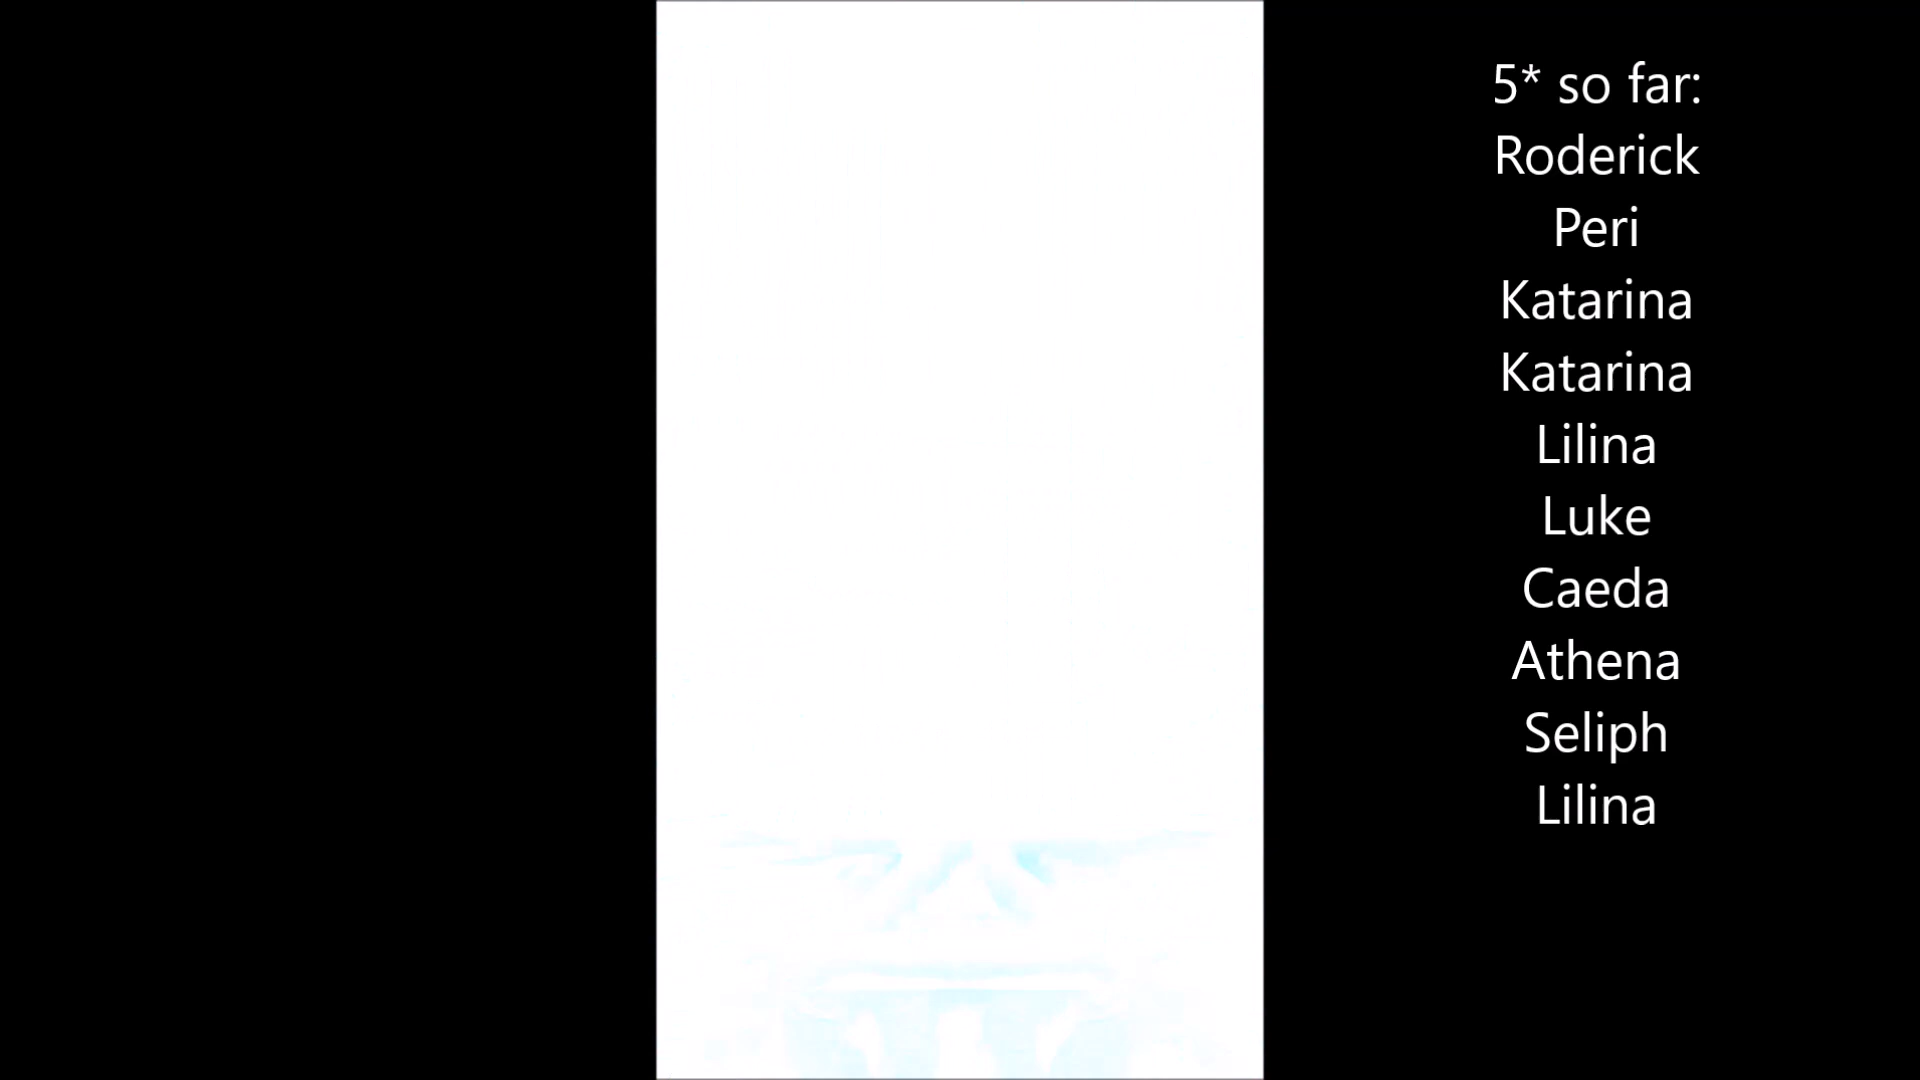 5* so far:
Roderick
Peri
Katarina
Katarina
Lilina
Luke
Caeda
Athena
Seliph
Lilina